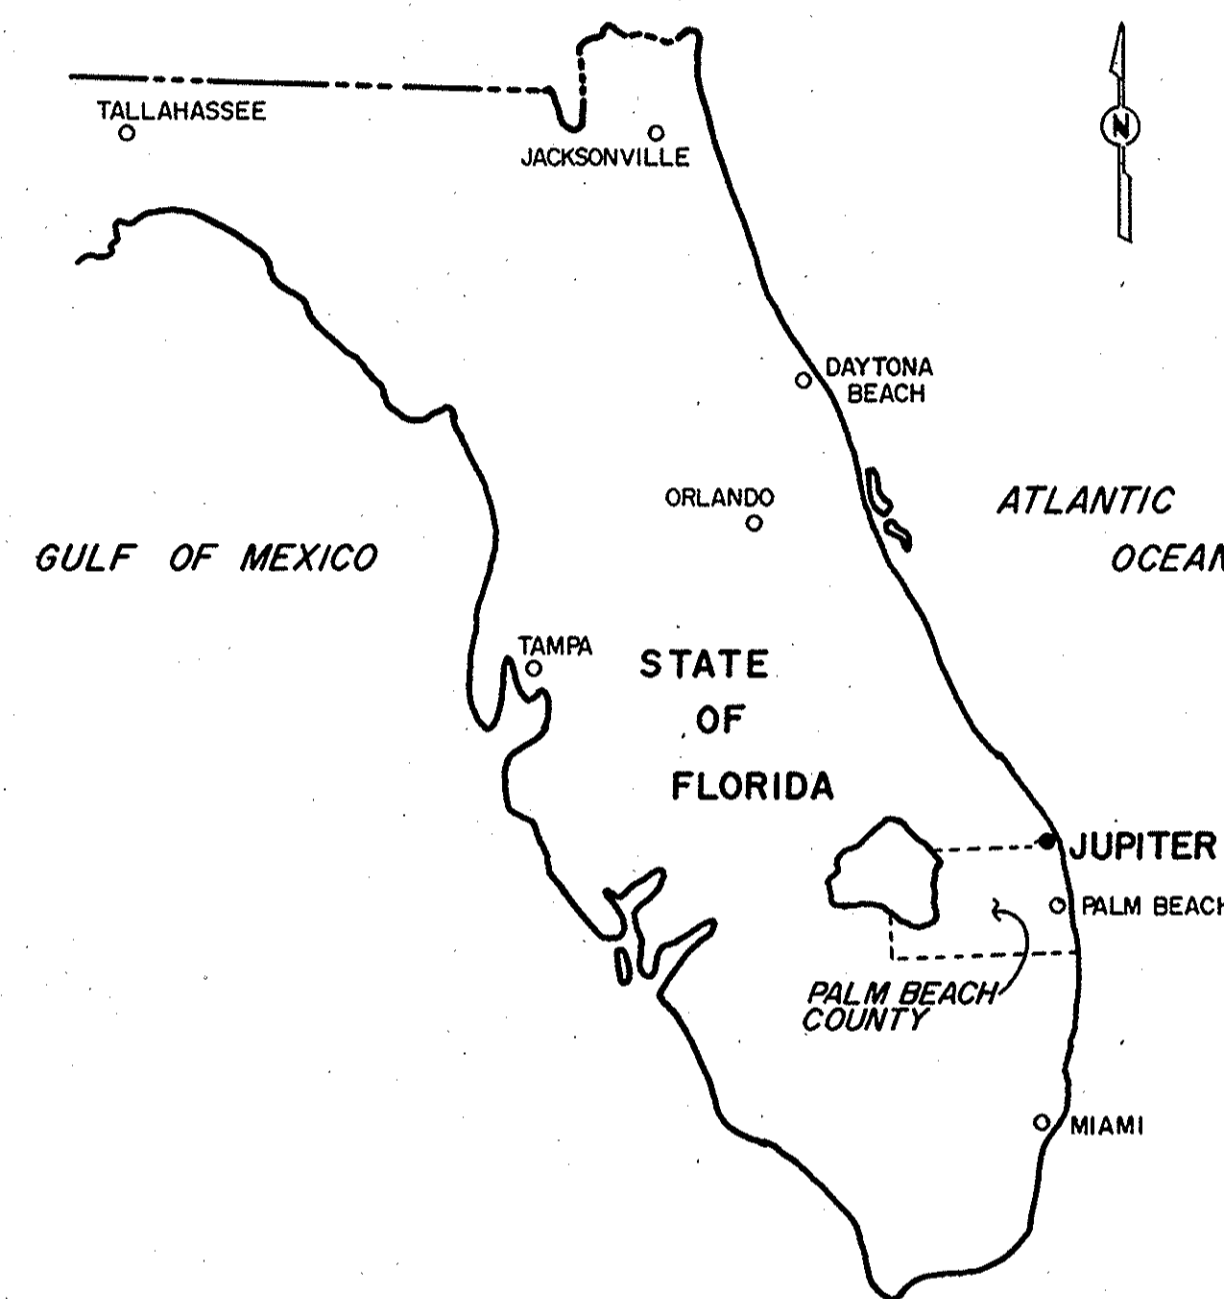 TALLAHASSEE
JACKSONVILLE
N
DAYTONA
BEACH
ORLANDO
ATLANTIC
OCEAN
GULF OF MEXICO
TAMPA
STATE
OF
FLORIDA
JUPITER
PALM BEACH
PALM BEACH
COUNTY
MIAMI